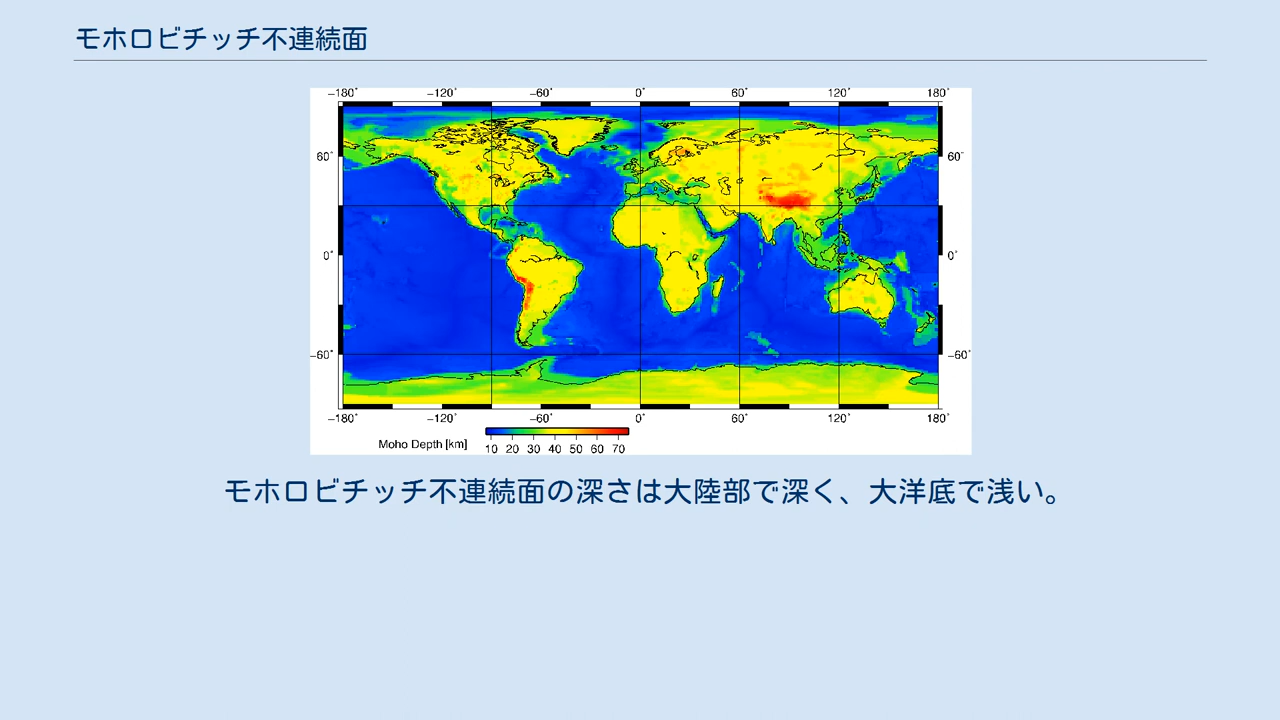 モホロビチッチ不連続面
−180° −120° −60° 0° 60° 120° 180°
60° 60°
0° 0°
−60° −60°
−180° −120° −60° 0° 60° 120° 180°
Moho Depth [km]
10 20 30 40 50 60 70
モホロビチッチ不連続面の深さは大陸部で深く、大洋底で浅い。